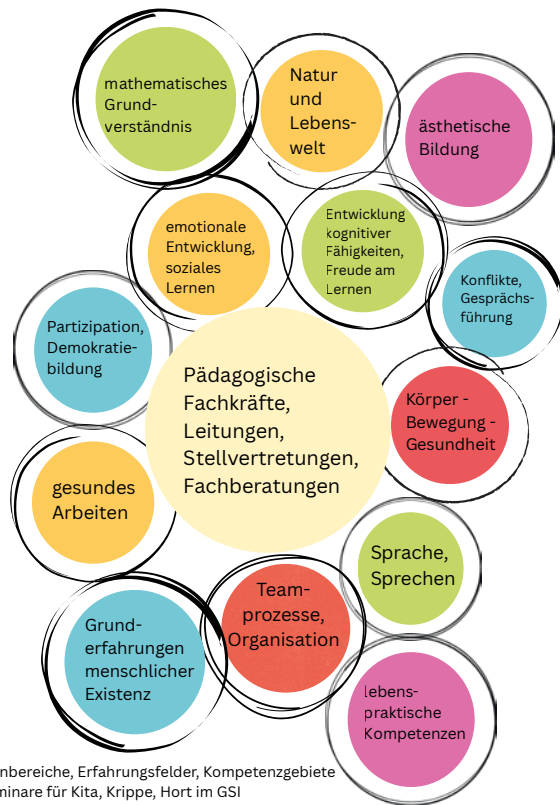 mathematisches
Grund-
verständnis
Natur
und
Lebens-
welt
ästhetische
Bildung
emotionale
Entwicklung,
soziales
Lernen
Entwicklung
kognitiver
Fähigkeiten,
Freude am
Lernen
Konflikte,
Gesprächs-
führung
Partizipation,
Demokratie-
bildung
Pädagogische
Fachkräfte,
Leitungen,
Stellvertretungen,
Fachberatungen
Körper -
Bewegung -
Gesundheit
gesundes
Arbeiten
Sprache,
Sprechen
Team-
prozesse,
Organisation
Grund-
erfahrungen
menschlicher
Existenz
lebens-
praktische
Kompetenzen
nbereiche, Erfahrungsfelder, Kompetenzgebiete
minare für Kita, Krippe, Hort im GSI